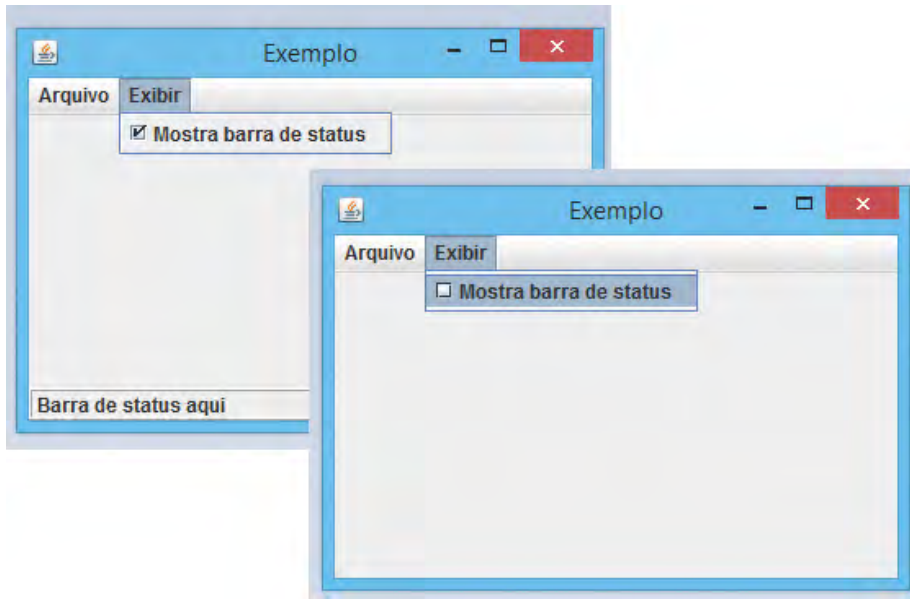 Exemplo
Arquivo Exibir
Mostra barra de status
Barra de status aqui
Exemplo
Arquivo Exibir
Mostra barra de status